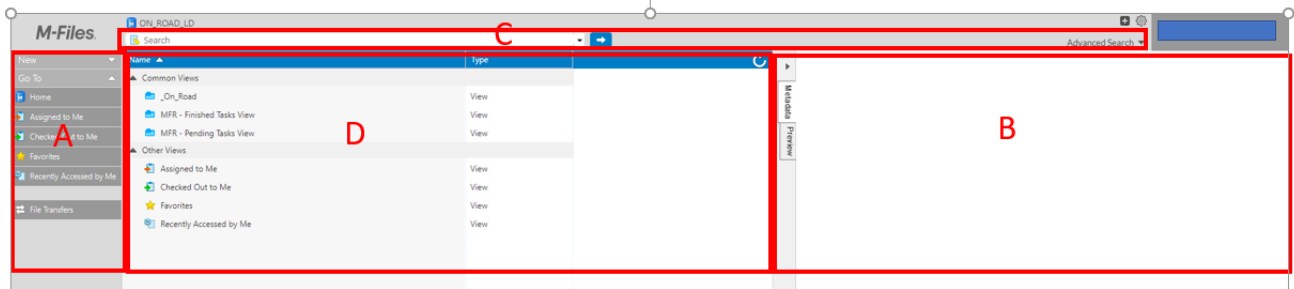 M-Files.
ON_ROAD_LD
Search
C
Advanced Search
New
Go To
Home
Assigned to Me
Checked Out to Me
Favorites
Recently Accessed by Me
File Transfers
A
Name Type
Common Views
_On_Road View
MFR - Finished Tasks View View
MFR - Pending Tasks View View
Other Views
Assigned to Me View
Checked Out to Me View
Favorites View
Recently Accessed by Me View
D
Metadata
Preview
B